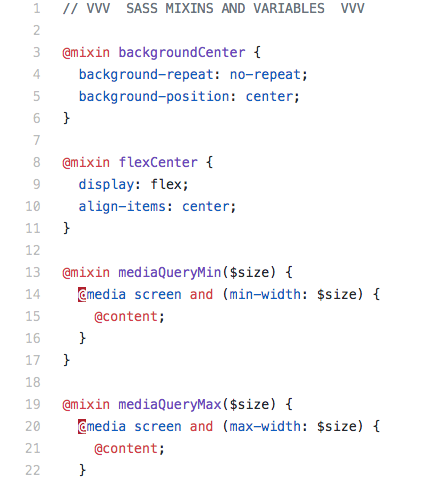 1 // VVV  SASS MIXINS AND VARIABLES  VVV
2
3 @mixin backgroundCenter {
4   background-repeat: no-repeat;
5   background-position: center;
6 }
7
8 @mixin flexCenter {
9   display: flex;
10   align-items: center;
11 }
12
13 @mixin mediaQueryMin($size) {
14   @media screen and (min-width: $size) {
15     @content;
16   }
17 }
18
19 @mixin mediaQueryMax($size) {
20   @media screen and (max-width: $size) {
21     @content;
22   }